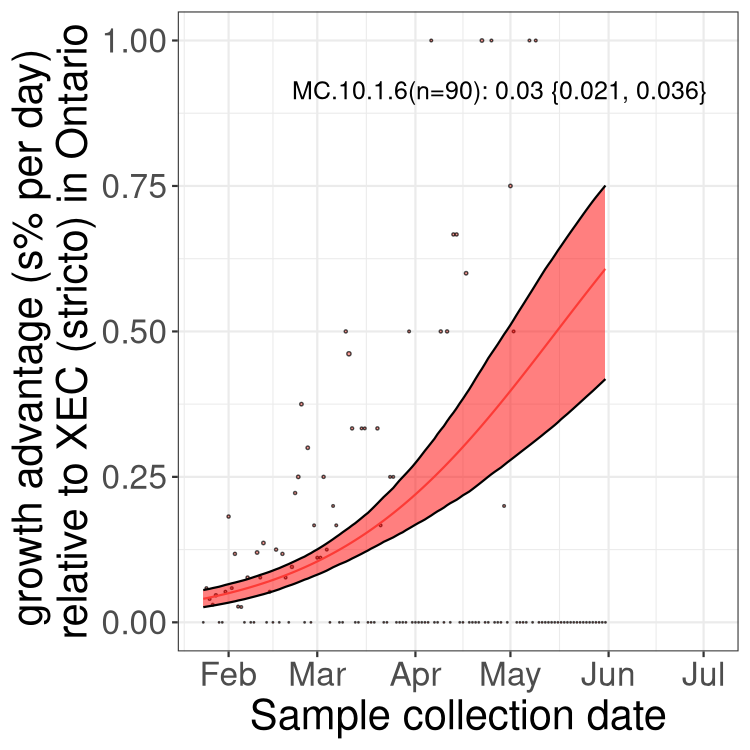 growth advantage (s% per day)
relative to XEC (stricto) in Ontario
1.00
0.75
0.50
0.25
0.00
MC.10.1.6(n=90): 0.03 {0.021, 0.036}
Feb Mar Apr May Jun Jul
Sample collection date